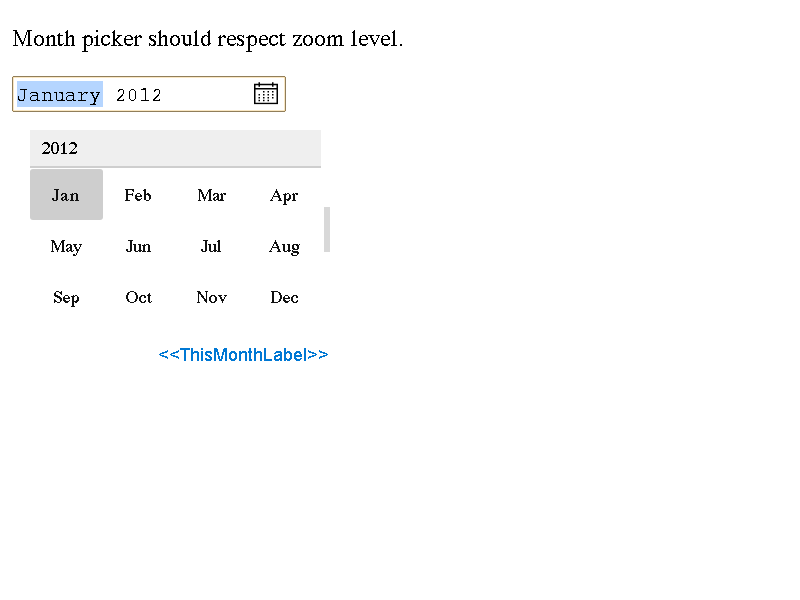 Month picker should respect zoom level.
January 2012
2012
Jan Feb Mar Apr
May Jun Jul Aug
Sep Oct Nov Dec
<<ThisMonthLabel>>